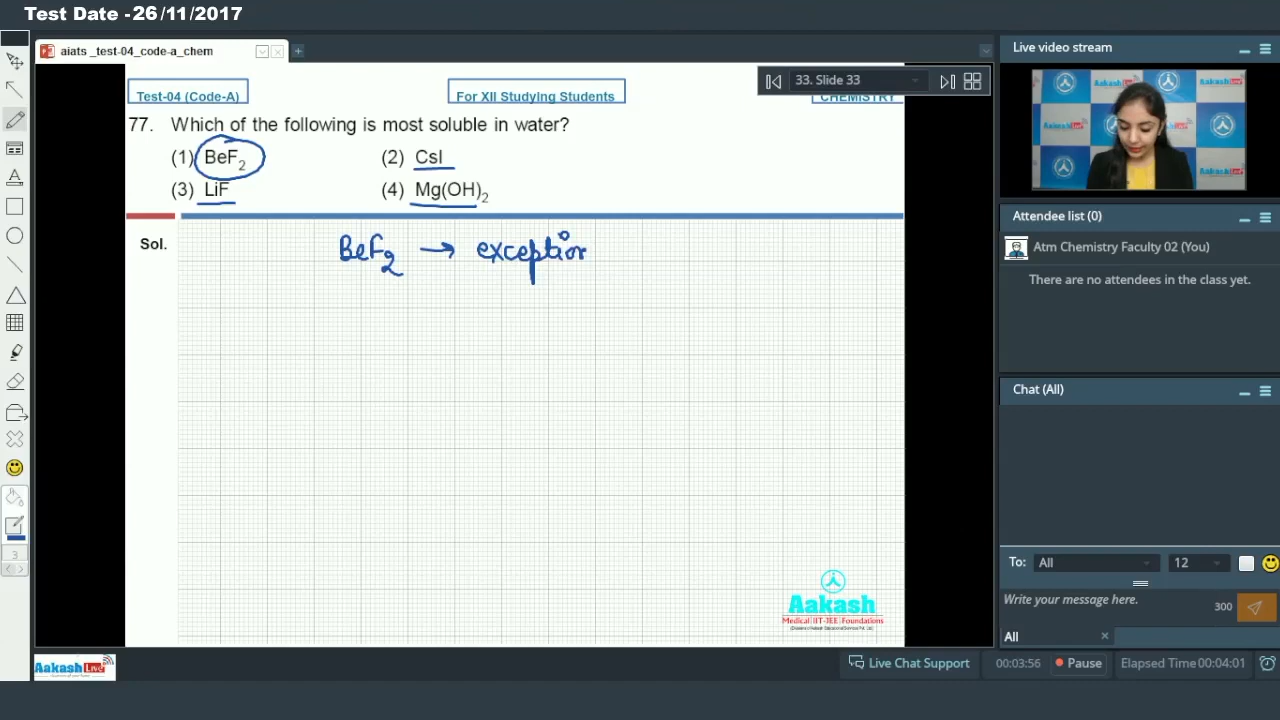 Test Date -26/11/2017
aiats _test-04_code-a_chem
Live video stream
33. Slide 33
Test-04 (Code-A)
For XII Studying Students
CHEMISTRY
77. Which of the following is most soluble in water?
(1) BeF2 (2) CsI
(3) LiF (4) Mg(OH)2
Sol.
BeF2 → exception
Attendee list (0)
Atm Chemistry Faculty 02 (You)
There are no attendees in the class yet.
Chat (All)
To: All 12
Write your message here.
300
All
3
Aakash
Medical|IIT-JEE|Foundations
Aakash Live
Live Chat Support
00:03:56
Pause
Elapsed Time 00:04:01